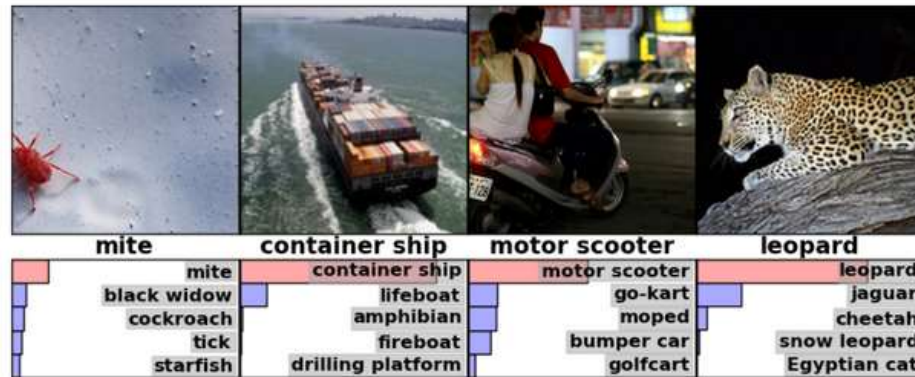 mite
container ship
motor scooter
leopard
mite
black widow
cockroach
tick
starfish
container ship
lifeboat
amphibian
fireboat
drilling platform
motor scooter
go-kart
moped
bumper car
golfcart
leopard
jaguar
cheetah
snow leopard
Egyptian cat